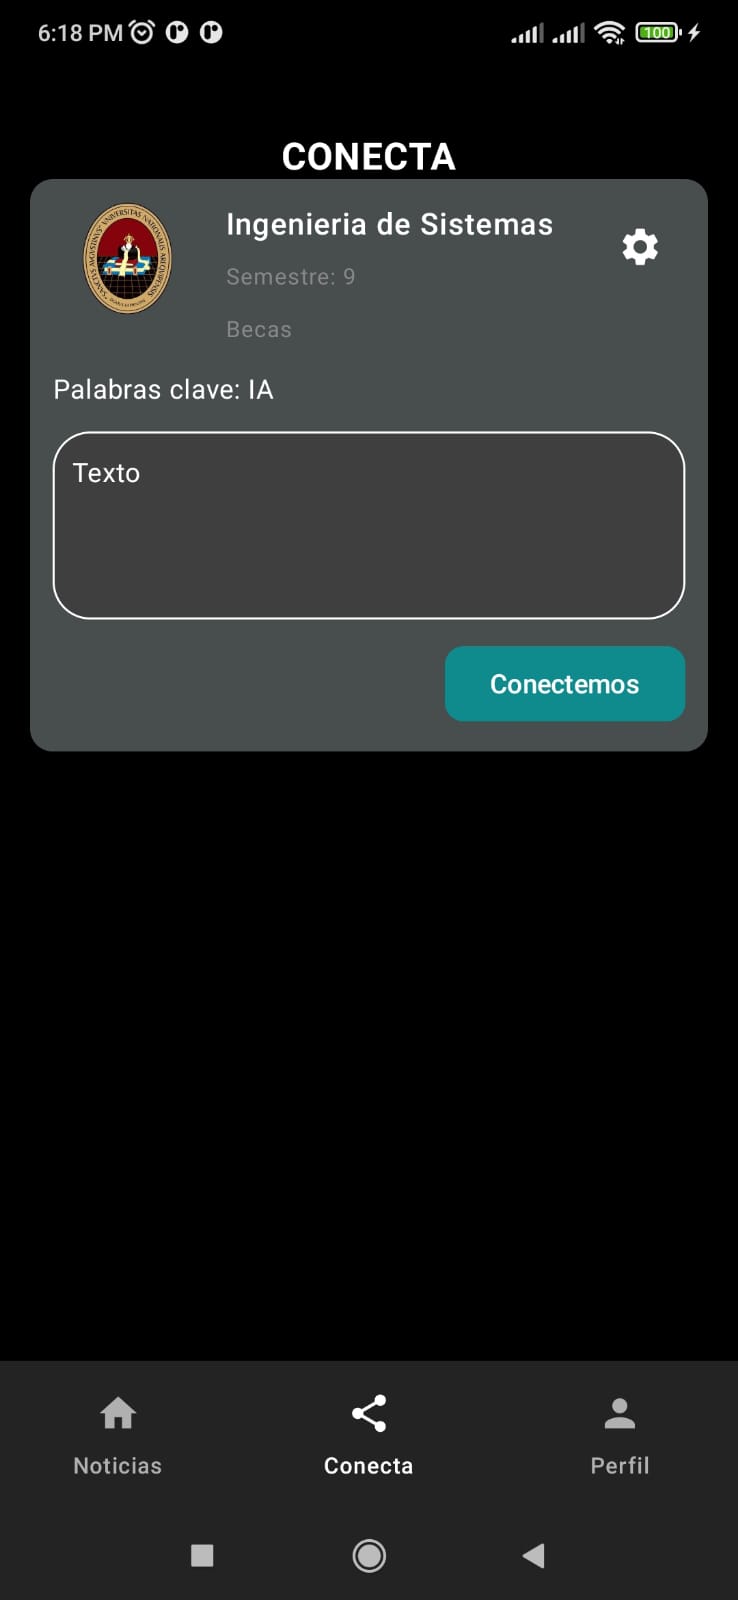 6:18 PM
100
CONECTA
Ingenieria de Sistemas
Semestre: 9
Becas
Palabras clave: IA
Texto
Conectemos
Noticias
Conecta
Perfil